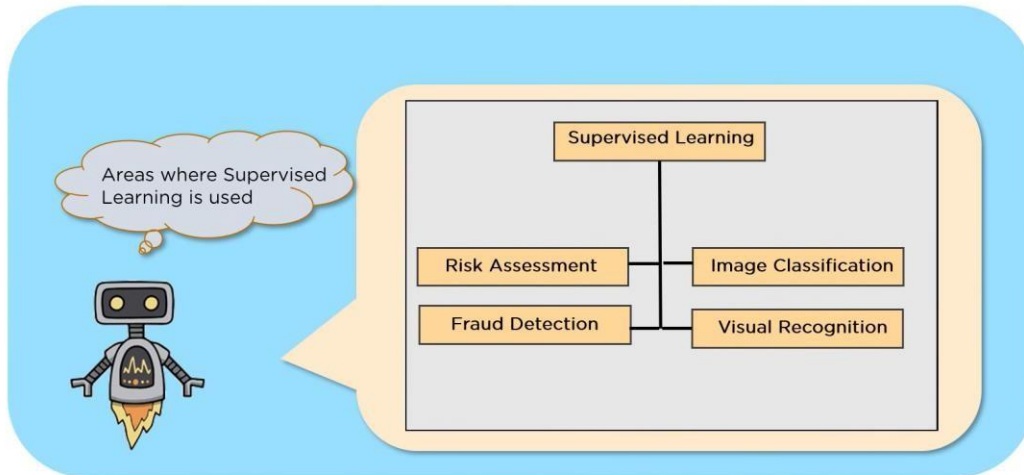 Areas where Supervised
Learning is used
Supervised Learning
Risk Assessment
Image Classification
Fraud Detection
Visual Recognition